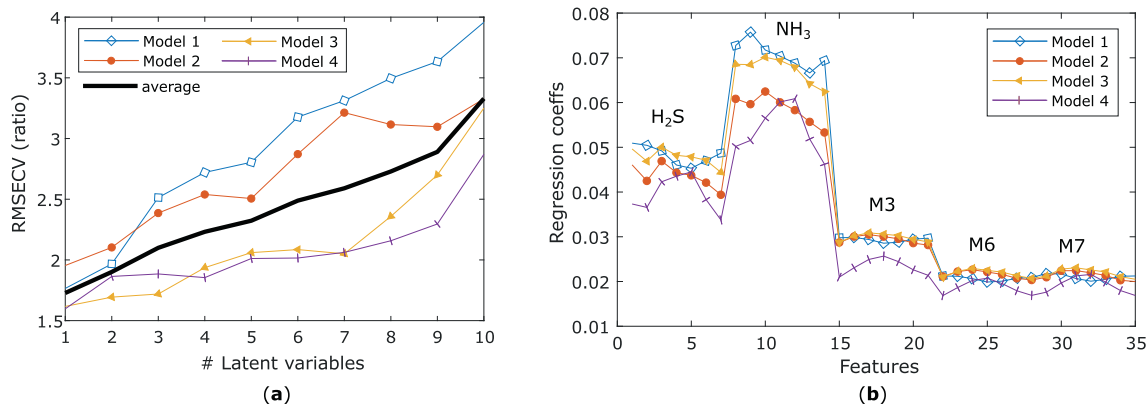 4
3.5
3
2.5
2
1.5
RMSECV (ratio)
Model 1
Model 2
Model 3
Model 4
average
1 2 3 4 5 6 7 8 9 10
# Latent variables
(a)
0.08
0.07
0.06
0.05
0.04
0.03
0.02
0.01
Regression coeffs
H₂S
NH₃
M3
M6
M7
Model 1
Model 2
Model 3
Model 4
0 5 10 15 20 25 30 35
Features
(b)